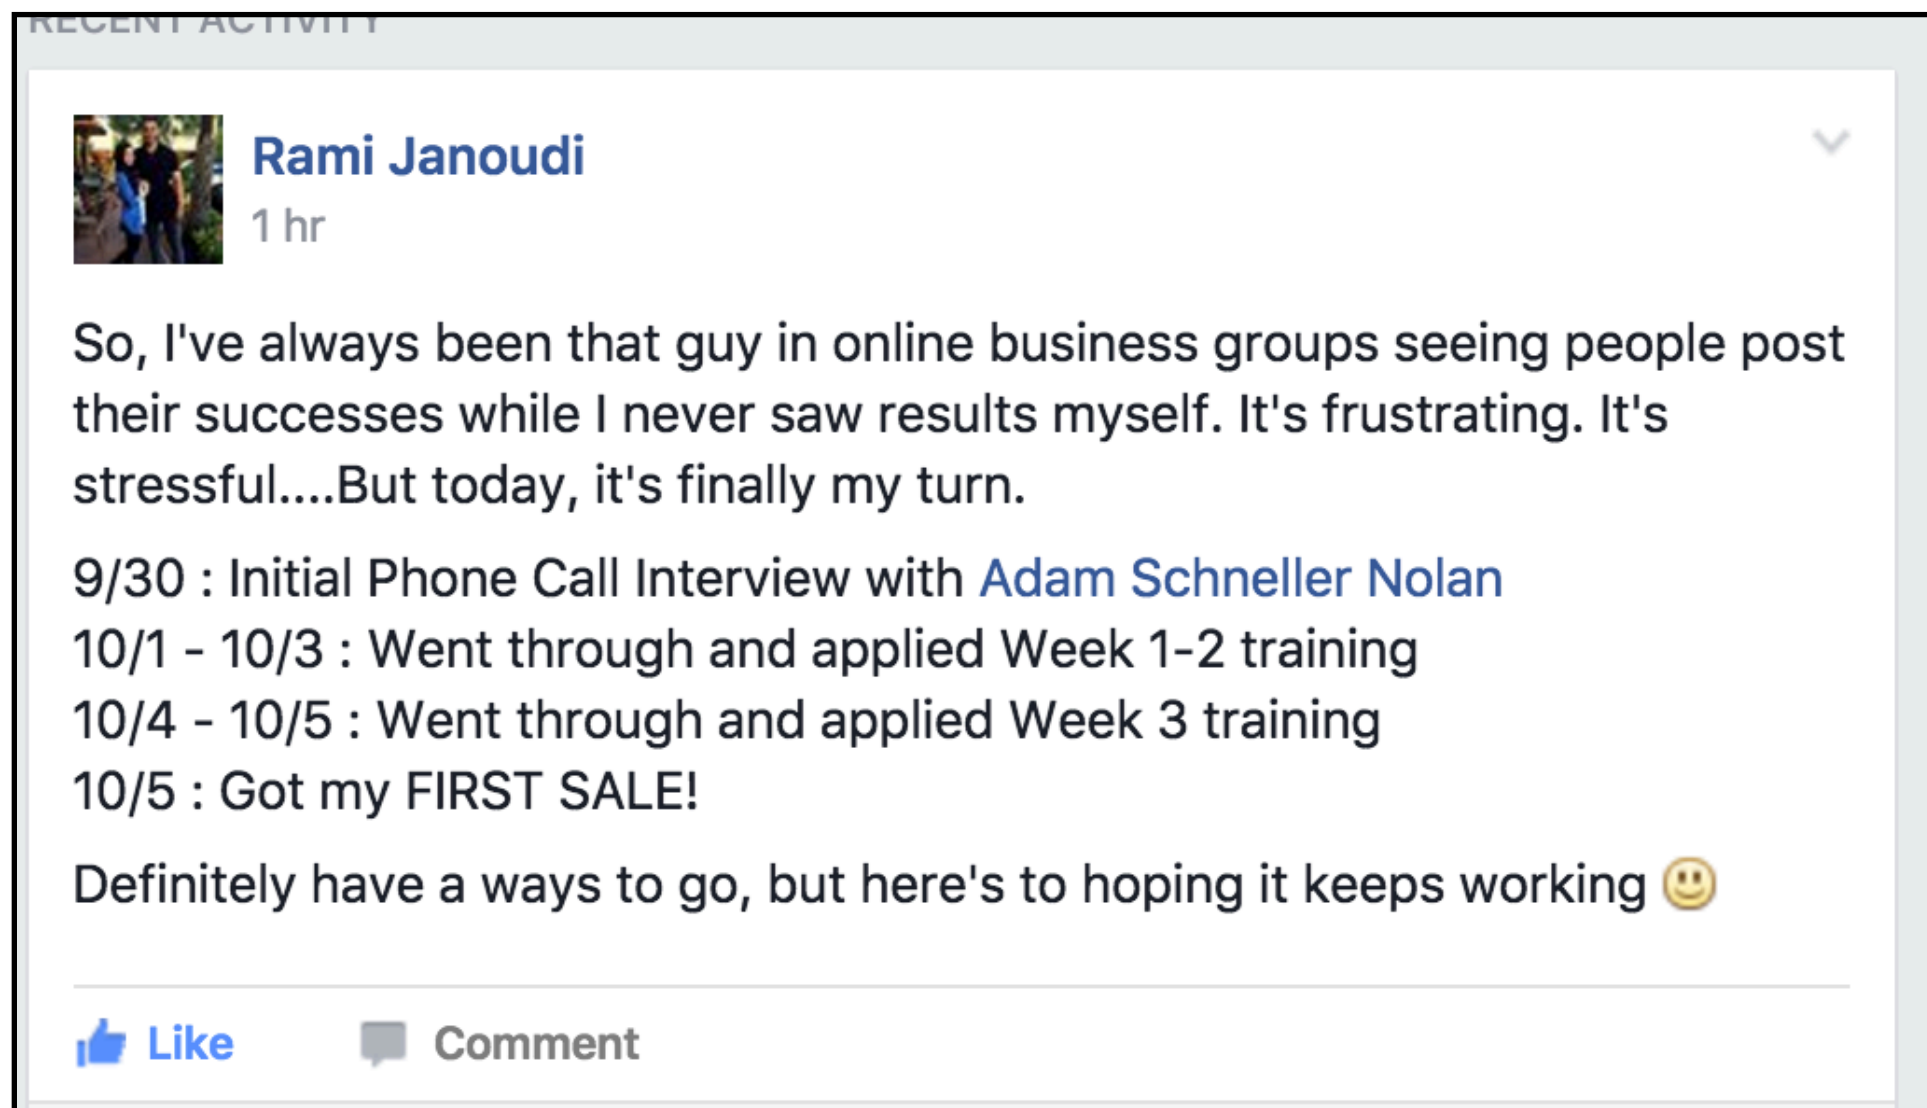 RECENT ACTIVITY
Rami Janoudi
1 hr
So, I've always been that guy in online business groups seeing people post
their successes while I never saw results myself. It's frustrating. It's
stressful....But today, it's finally my turn.
9/30 : Initial Phone Call Interview with Adam Schneller Nolan
10/1 - 10/3 : Went through and applied Week 1-2 training
10/4 - 10/5 : Went through and applied Week 3 training
10/5 : Got my FIRST SALE!
Definitely have a ways to go, but here's to hoping it keeps working
Like Comment